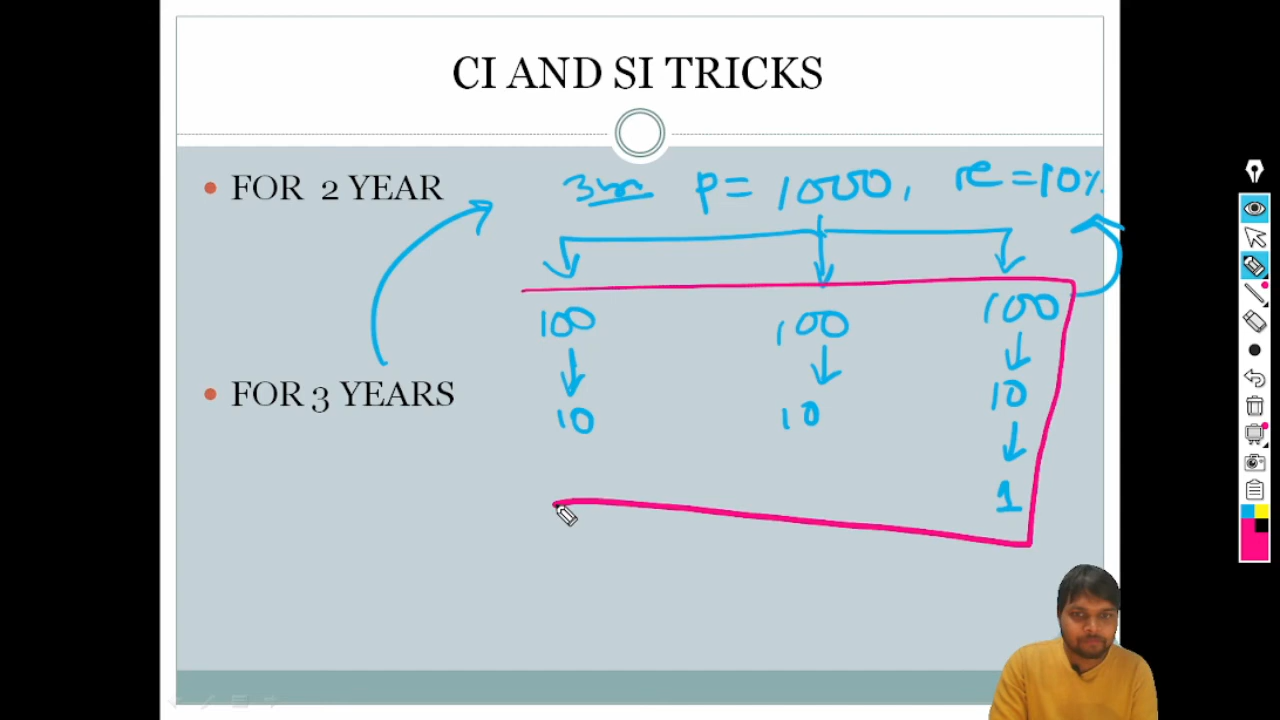 CI AND SI TRICKS
FOR 2 YEAR
P = 1000, re = 10%
100 100 100
FOR 3 YEARS
10 10 10
1